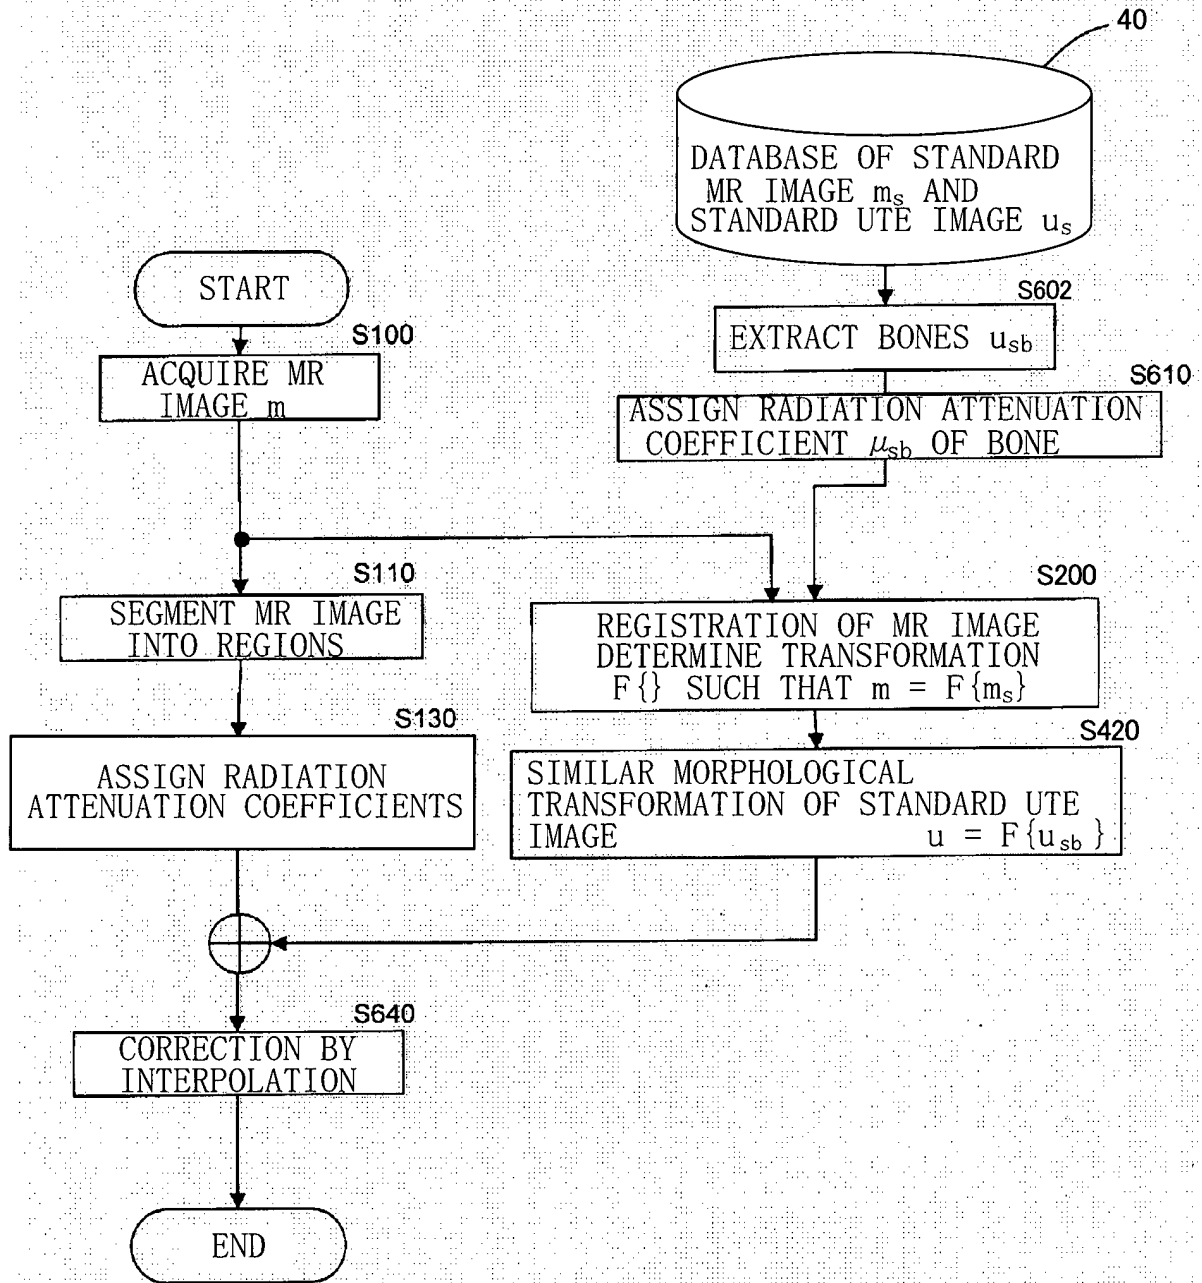 40
DATABASE OF STANDARD
MR IMAGE mₛ AND
STANDARD UTE IMAGE uₛ
START
S602
EXTRACT BONES u_sb
S100
ACQUIRE MR
IMAGE m
S610
ASSIGN RADIATION ATTENUATION
COEFFICIENT μ_sb OF BONE
S110
SEGMENT MR IMAGE
INTO REGIONS
S200
REGISTRATION OF MR IMAGE
DETERMINE TRANSFORMATION
F{} SUCH THAT m = F{mₛ}
S130
ASSIGN RADIATION
ATTENUATION COEFFICIENTS
S420
SIMILAR MORPHOLOGICAL
TRANSFORMATION OF STANDARD UTE
IMAGE u = F{u_sb}
S640
CORRECTION BY
INTERPOLATION
END